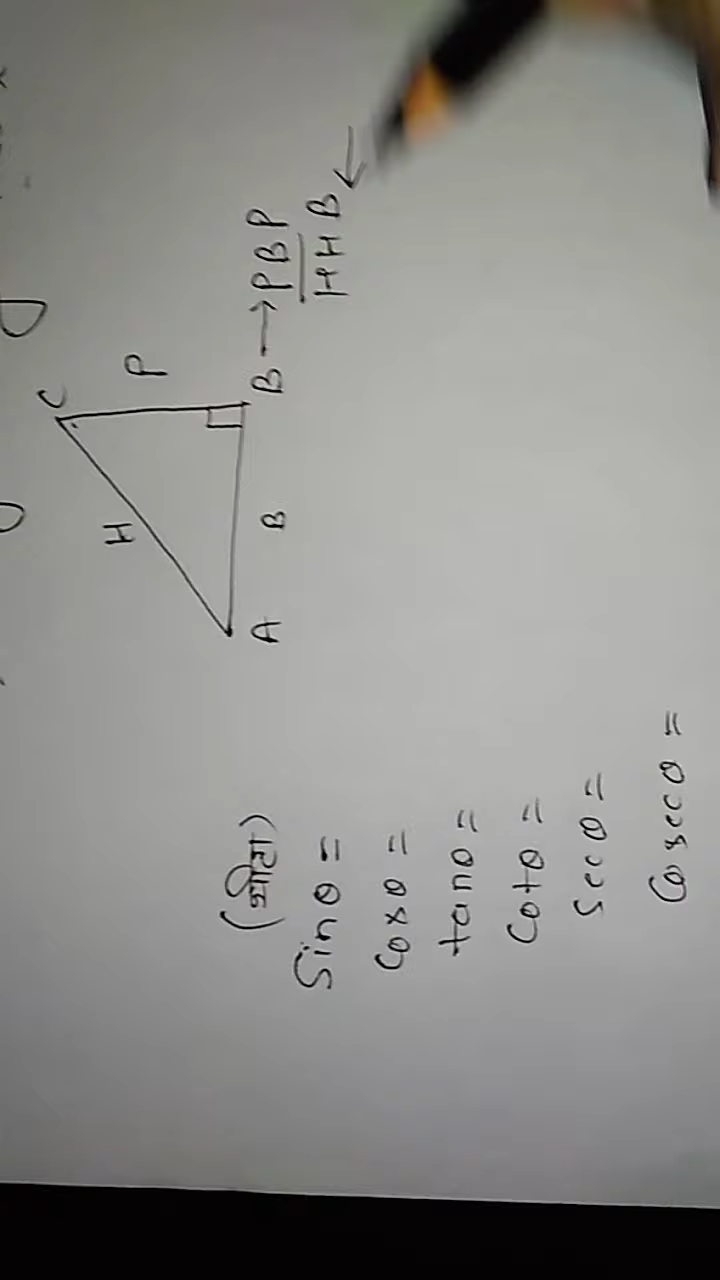 C
H
P
A
B
B → PBP
HHB ←
(थीटा)
Sinθ =
Cosθ =
tanθ =
Cotθ =
Secθ =
Cosecθ =